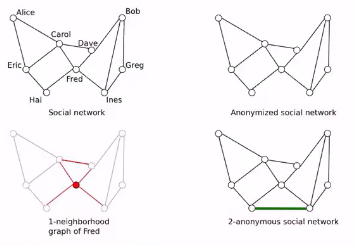 Alice
Bob
Carol
Dave
Eric
Fred
Greg
Hal
Ines
Social network
Anonymized social network
1-neighborhood
graph of Fred
2-anonymous social network